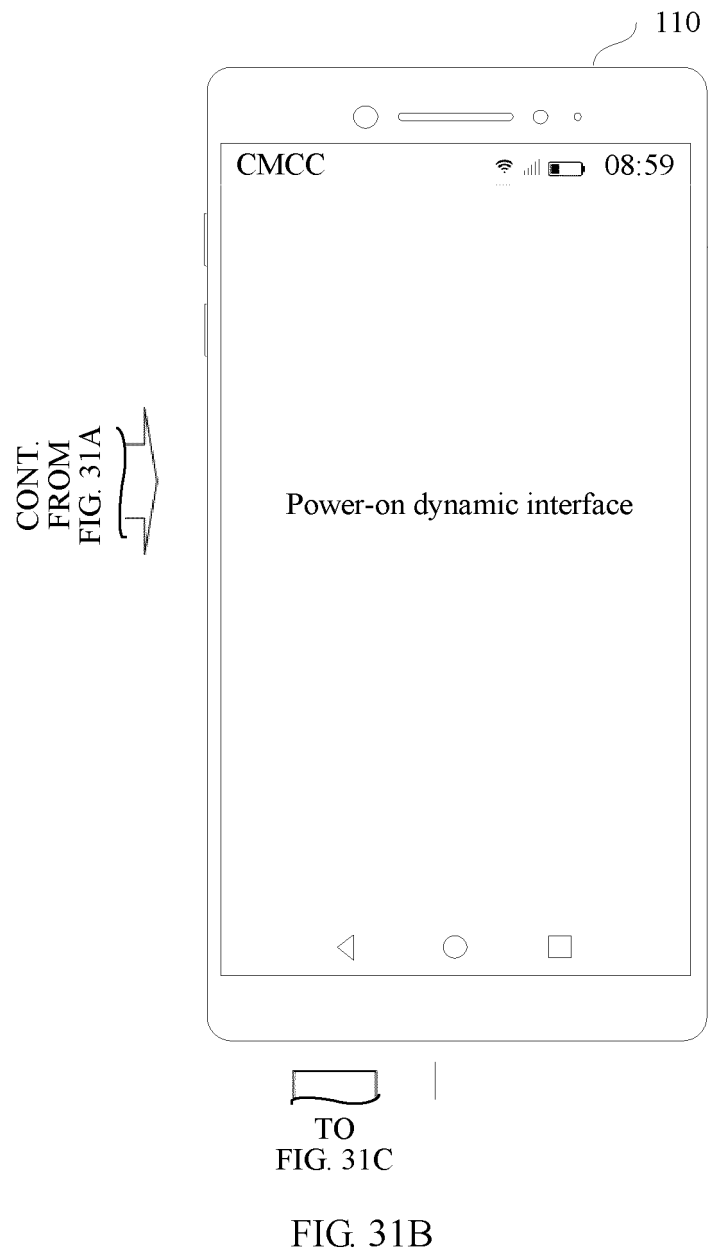 110
CMCC 08:59
CONT.
FROM
FIG. 31A
Power-on dynamic interface
TO
FIG. 31C
FIG. 31B